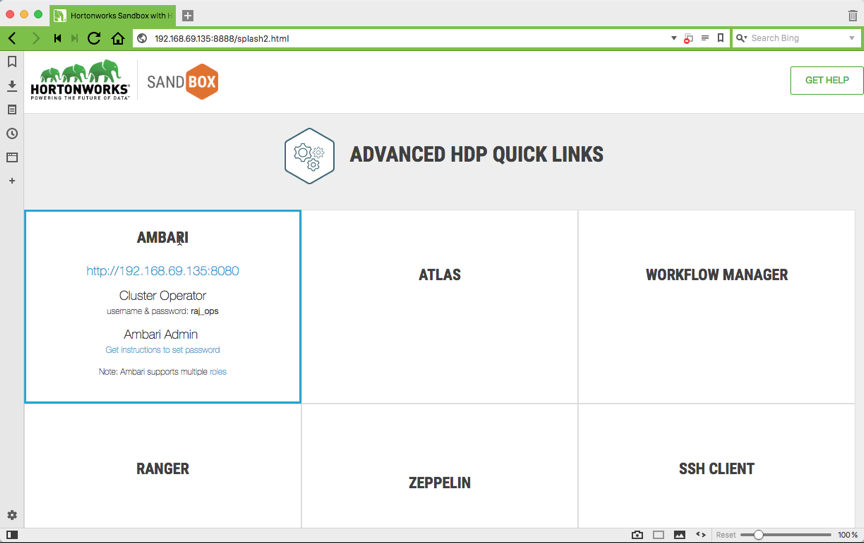 Hortonworks Sandbox with H
192.168.69.135:8888/splash2.html
Search Bing
HORTONWORKS
POWERING THE FUTURE OF DATA
SANDBOX
GET HELP
ADVANCED HDP QUICK LINKS
AMBARI
http://192.168.69.135:8080
Cluster Operator
username & password: raj_ops
Ambari Admin
Get instructions to set password
Note: Ambari supports multiple roles
ATLAS
WORKFLOW MANAGER
RANGER
ZEPPELIN
SSH CLIENT
Reset
100%